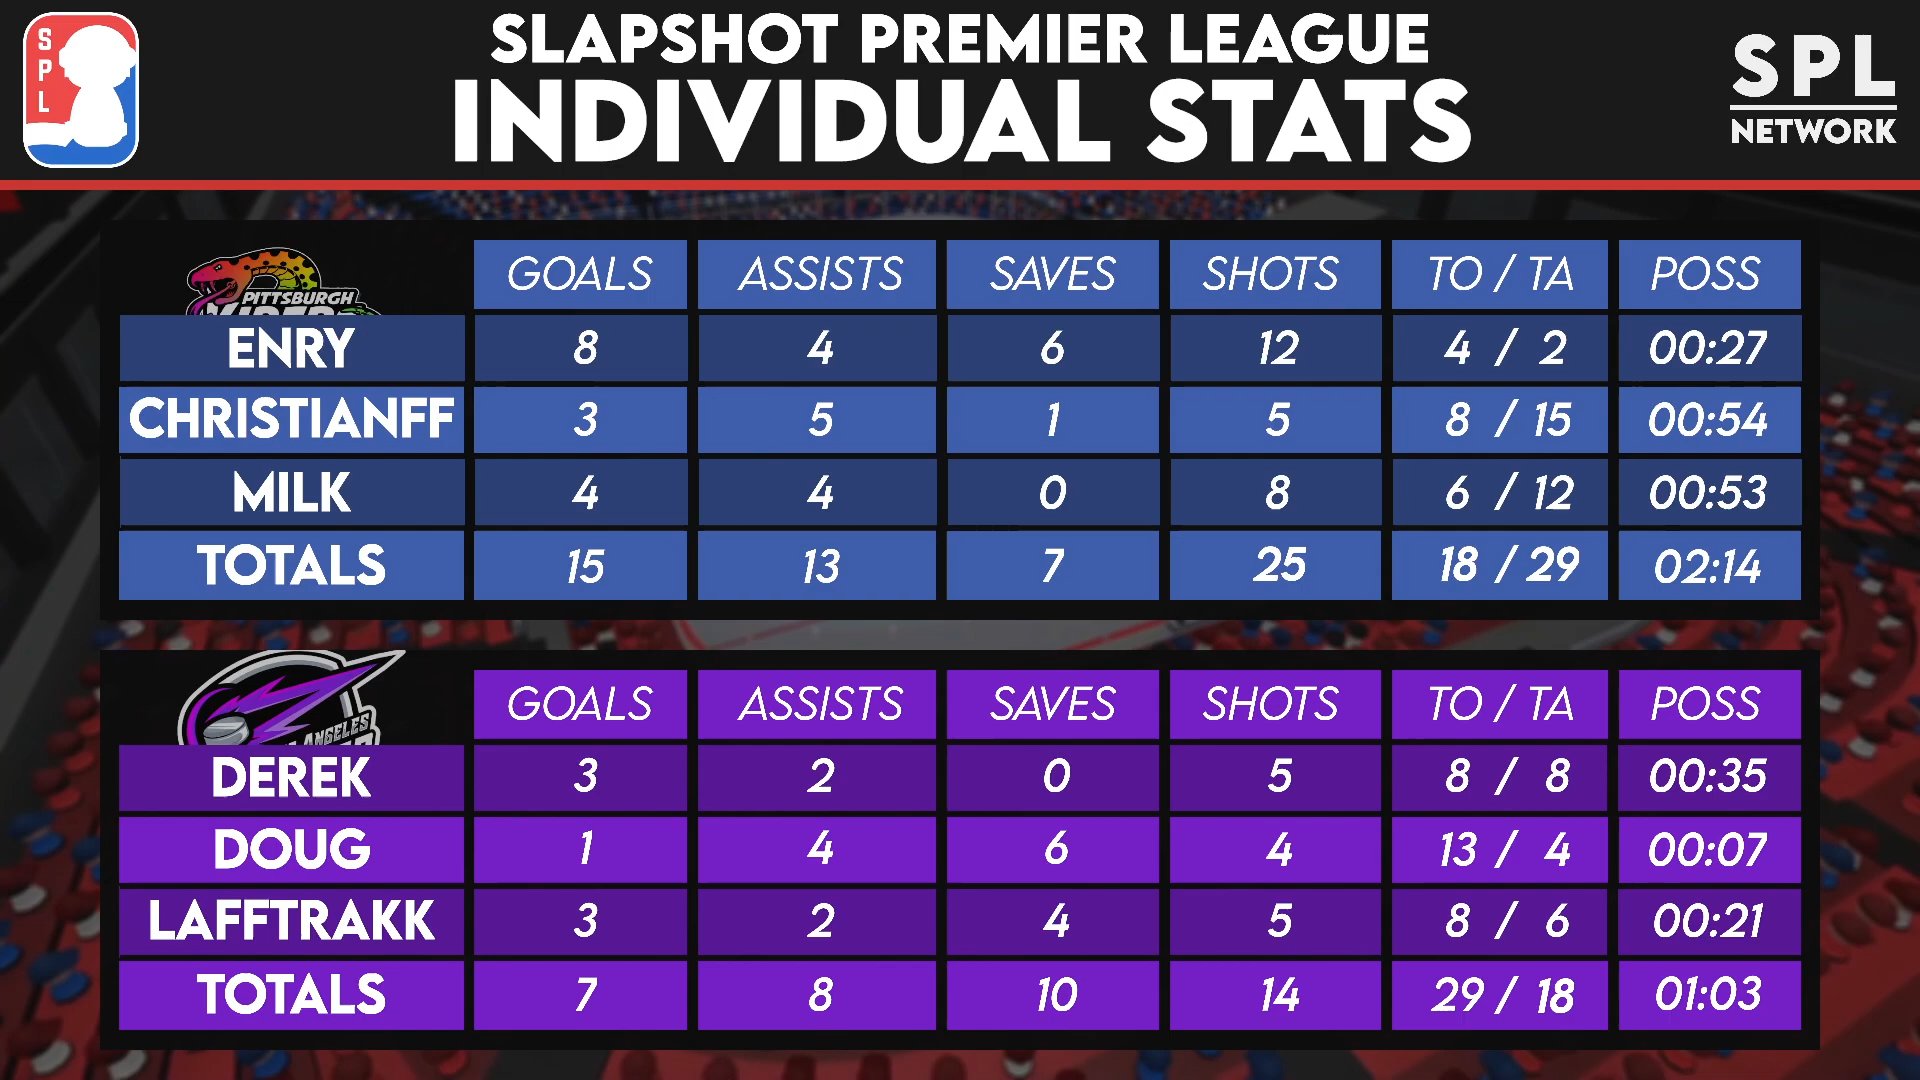 SPL
SLAPSHOT PREMIER LEAGUE
INDIVIDUAL STATS
SPL
NETWORK
PITTSBURGH
GOALS ASSISTS SAVES SHOTS TO / TA POSS
ENRY 8 4 6 12 4 / 2 00:27
CHRISTIANFF 3 5 1 5 8 / 15 00:54
MILK 4 4 0 8 6 / 12 00:53
TOTALS 15 13 7 25 18 / 29 02:14
ANGELES
GOALS ASSISTS SAVES SHOTS TO / TA POSS
DEREK 3 2 0 5 8 / 8 00:35
DOUG 1 4 6 4 13 / 4 00:07
LAFFTRAKK 3 2 4 5 8 / 6 00:21
TOTALS 7 8 10 14 29 / 18 01:03